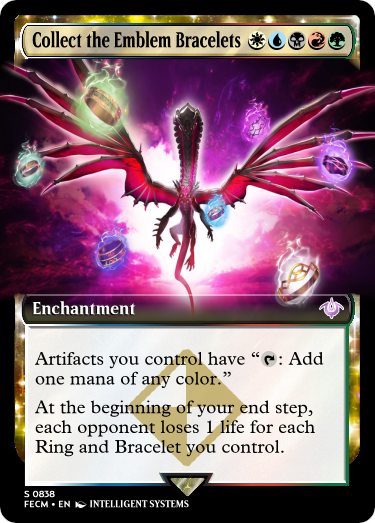 Collect the Emblem Bracelets
Enchantment
Artifacts you control have “: Add
one mana of any color.”
At the beginning of your end step,
each opponent loses 1 life for each
Ring and Bracelet you control.
S 0838
FECM • EN INTELLIGENT SYSTEMS